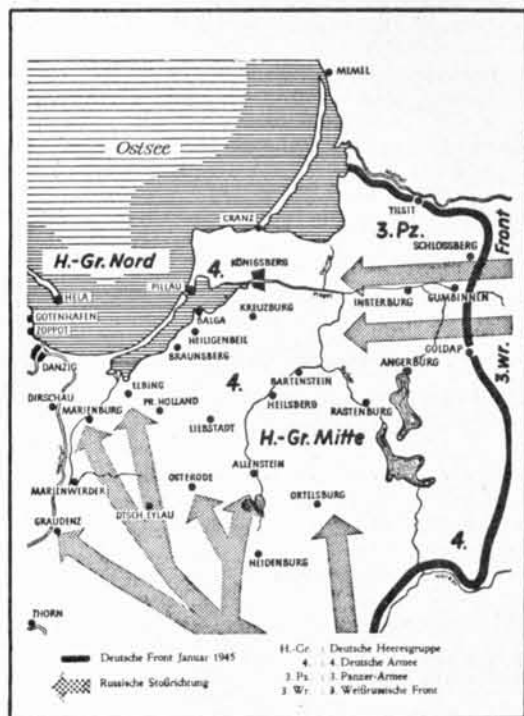 MEMEL
Ostsee
CRANZ
TILSIT
3.Pz.
SCHLOSSBERG
Front
H.-Gr. Nord
4.
KÖNIGSBERG
PILLAU
HELA
Pregel
INSTERBURG
GUMBINNEN
GOTENHAFEN
BALGA
KREUZBURG
ZOPPOT
HEILIGENBEIL
3.wr.
GOLDAP
DANZIG
BRAUNSBERG
4.
ANGERBURG
BARTENSTEIN
ELBING
DIRSCHAU
PR. HOLLAND
HEILSBERG
RASTENBURG
MARIENBURG
LIEBSTADT
H.-Gr. Mitte
ALLENSTEIN
OSTERODE
MARIENWERDER
ORTELSBURG
DTSCH.EYLAU
GRAUDENZ
4.
HEIDENBURG
THORN
Deutsche Front Januar 1945
Russische Stoßrichtung
H.-Gr. : Deutsche Heeresgruppe
4. : 4. Deutsche Armee
3. Pz. : 3. Panzer-Armee
3. Wr. : 3. Weißrussische Front